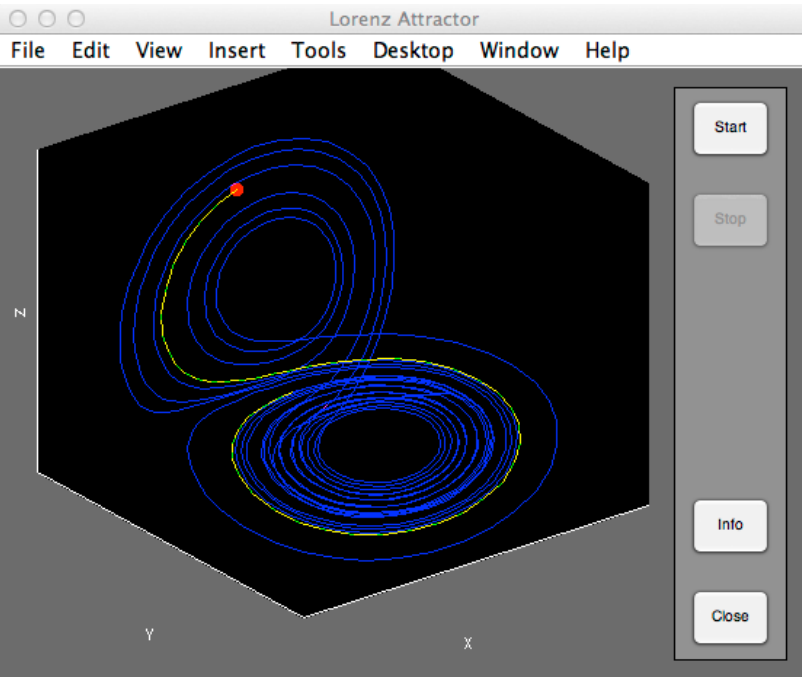 Lorenz Attractor
File Edit View Insert Tools Desktop Window Help
Start
Stop
Z
Info
Close
Y
X